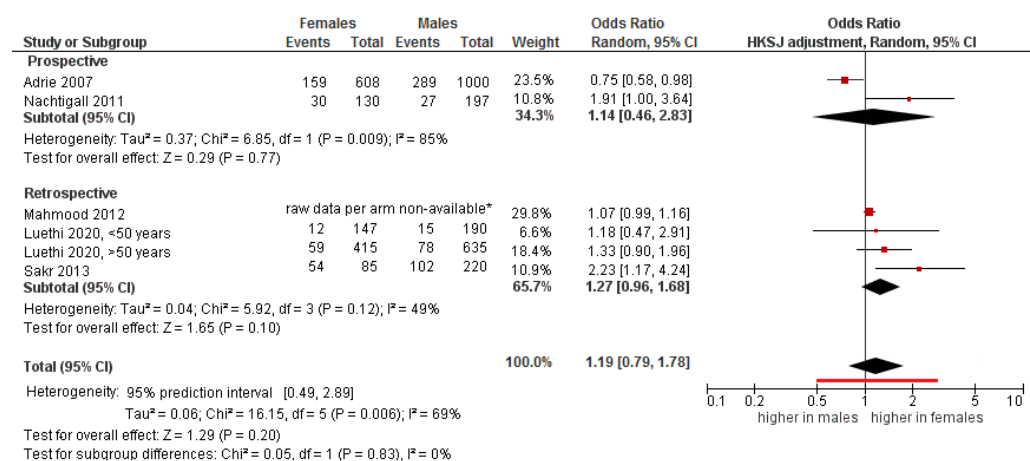 Females Males Odds Ratio Odds Ratio
Study or Subgroup Events Total Events Total Weight Random, 95% CI HKSJ adjustment, Random, 95% CI
Prospective
Adrie 2007 159 608 289 1000 23.5% 0.75 [0.58, 0.98]
Nachtigall 2011 30 130 27 197 10.8% 1.91 [1.00, 3.64]
Subtotal (95% CI) 34.3% 1.14 [0.46, 2.83]
Heterogeneity: Tau² = 0.37; Chi² = 6.85, df = 1 (P = 0.009); I² = 85%
Test for overall effect: Z = 0.29 (P = 0.77)
Retrospective
Mahmood 2012 raw data per arm non-available* 29.8% 1.07 [0.99, 1.16]
Luethi 2020, <50 years 12 147 15 190 6.6% 1.18 [0.47, 2.91]
Luethi 2020, >50 years 59 415 78 635 18.4% 1.33 [0.90, 1.96]
Sakr 2013 54 85 102 220 10.9% 2.23 [1.17, 4.24]
Subtotal (95% CI) 65.7% 1.27 [0.96, 1.68]
Heterogeneity: Tau² = 0.04; Chi² = 5.92, df = 3 (P = 0.12); I² = 49%
Test for overall effect: Z = 1.65 (P = 0.10)
Total (95% CI) 100.0% 1.19 [0.79, 1.78]
Heterogeneity: 95% prediction interval [0.49, 2.89]
Tau² = 0.06; Chi² = 16.15, df = 5 (P = 0.006); I² = 69%
Test for overall effect: Z = 1.29 (P = 0.20)
Test for subgroup differences: Chi² = 0.05, df = 1 (P = 0.83), I² = 0%
0.1 0.2 0.5 1 2 5 10
higher in males higher in females